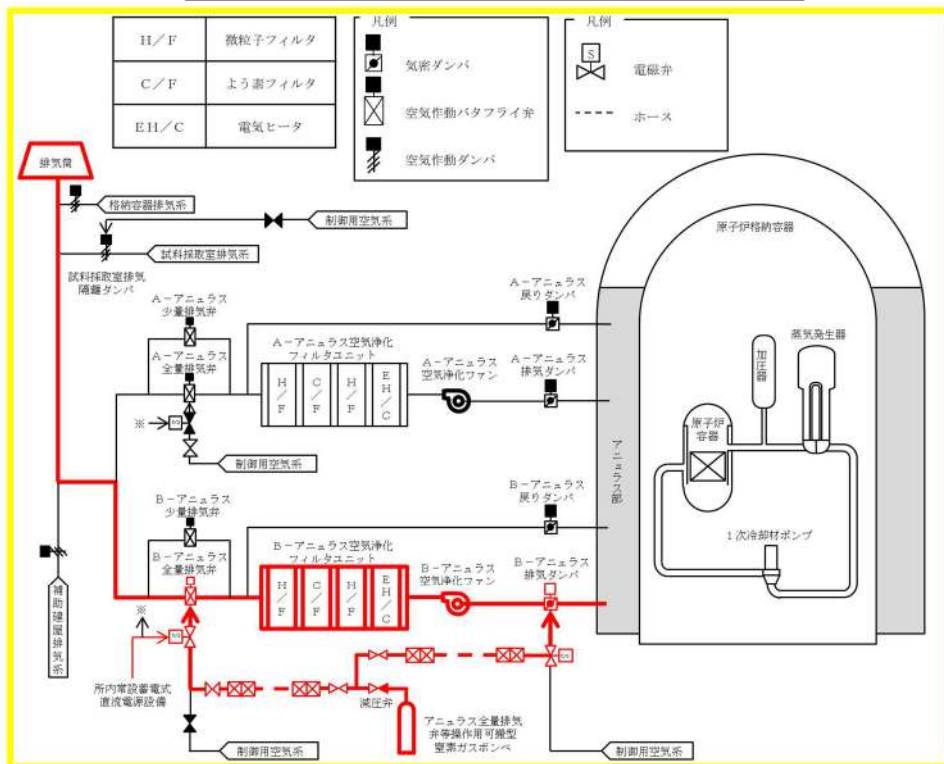 H/F 微粒子フィルタ
C/F よう素フィルタ
EH/C 電気ヒータ
凡例
気密ダンパ
空気作動バタフライ弁
空気作動ダンパ
凡例
S
電磁弁
ホース
排気筒
格納容器排気系
制御用空気系
試料採取室排気系
試料採取室排気
隔離ダンパ
A-アニュラス
少量排気弁
A-アニュラス
全量排気弁
※
S
制御用空気系
A-アニュラス空気浄化
フィルタユニット
H/F
C/F
H/F
EH/C
A-アニュラス
空気浄化ファン
A-アニュラス
戻りダンパ
A-アニュラス
排気ダンパ
B-アニュラス
少量排気弁
B-アニュラス
全量排気弁
※
S
所内常設蓄電式
直流電源設備
補助建屋排気系
制御用空気系
B-アニュラス空気浄化
フィルタユニット
H/F
C/F
H/F
EH/C
B-アニュラス
空気浄化ファン
B-アニュラス
戻りダンパ
B-アニュラス
排気ダンパ
S
減圧弁
アニュラス全量排気
弁等操作用可搬型
窒素ガスボンベ
制御用空気系
アニュラス部
原子炉格納容器
蒸気発生器
加圧器
原子炉
容器
1次冷却材ポンプ